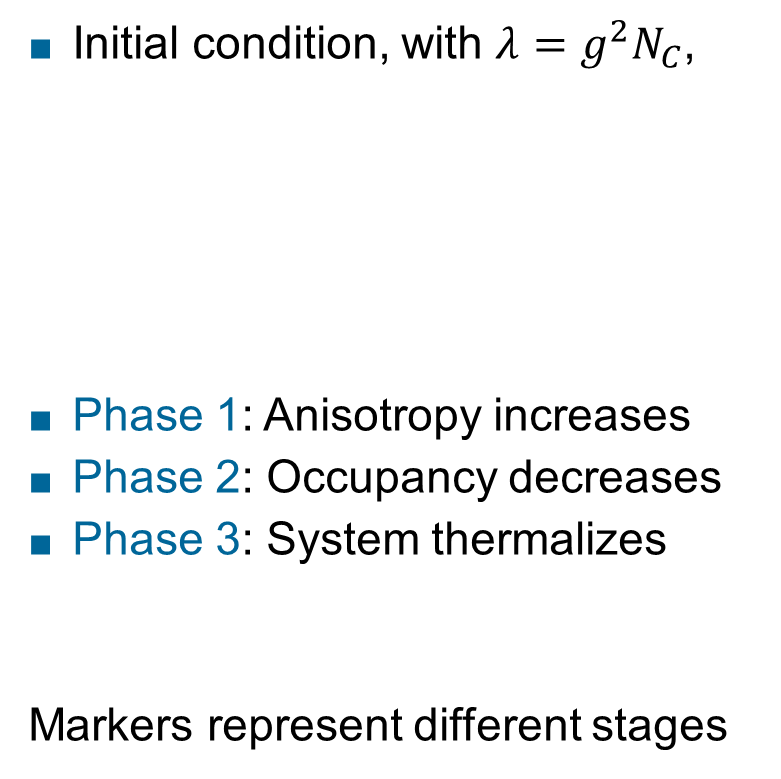 ■ Initial condition, with λ = g²N_C,
■ Phase 1: Anisotropy increases
■ Phase 2: Occupancy decreases
■ Phase 3: System thermalizes
Markers represent different stages